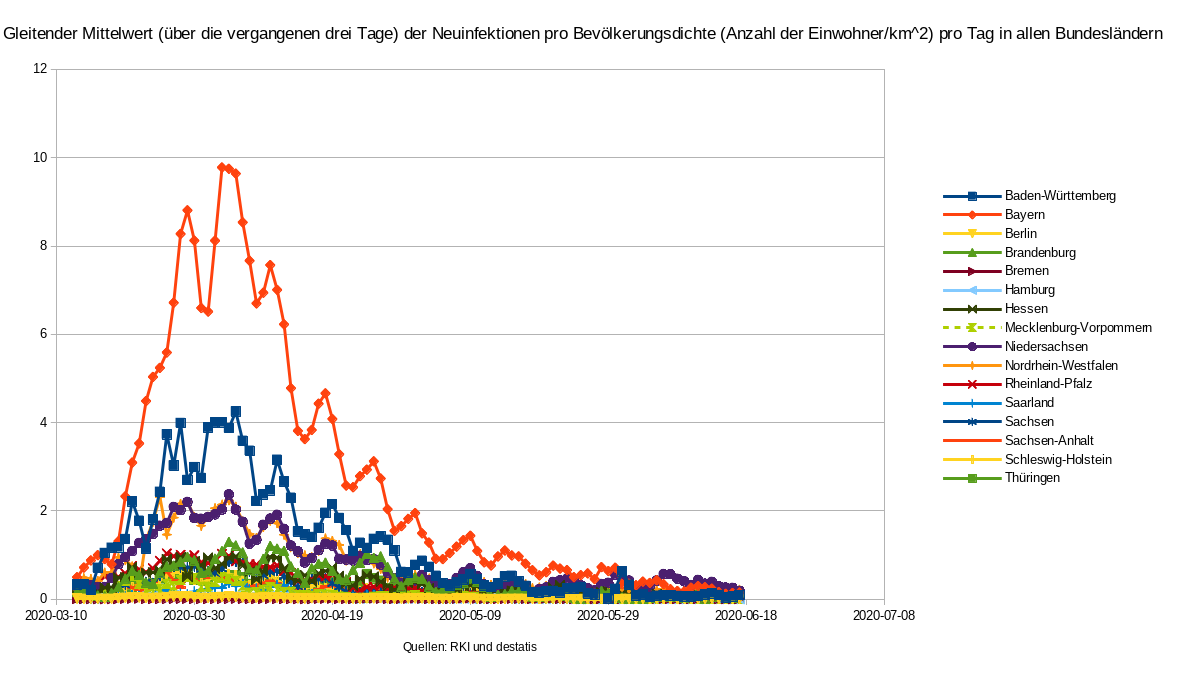 Gleitender Mittelwert (über die vergangenen drei Tage) der Neuinfektionen pro Bevölkerungsdichte (Anzahl der Einwohner/km^2) pro Tag in allen Bundesländern
12
10
8
6
4
2
0
2020-03-10 2020-03-30 2020-04-19 2020-05-09 2020-05-29 2020-06-18 2020-07-08
Quellen: RKI und destatis
Baden-Württemberg
Bayern
Berlin
Brandenburg
Bremen
Hamburg
Hessen
Mecklenburg-Vorpommern
Niedersachsen
Nordrhein-Westfalen
Rheinland-Pfalz
Saarland
Sachsen
Sachsen-Anhalt
Schleswig-Holstein
Thüringen